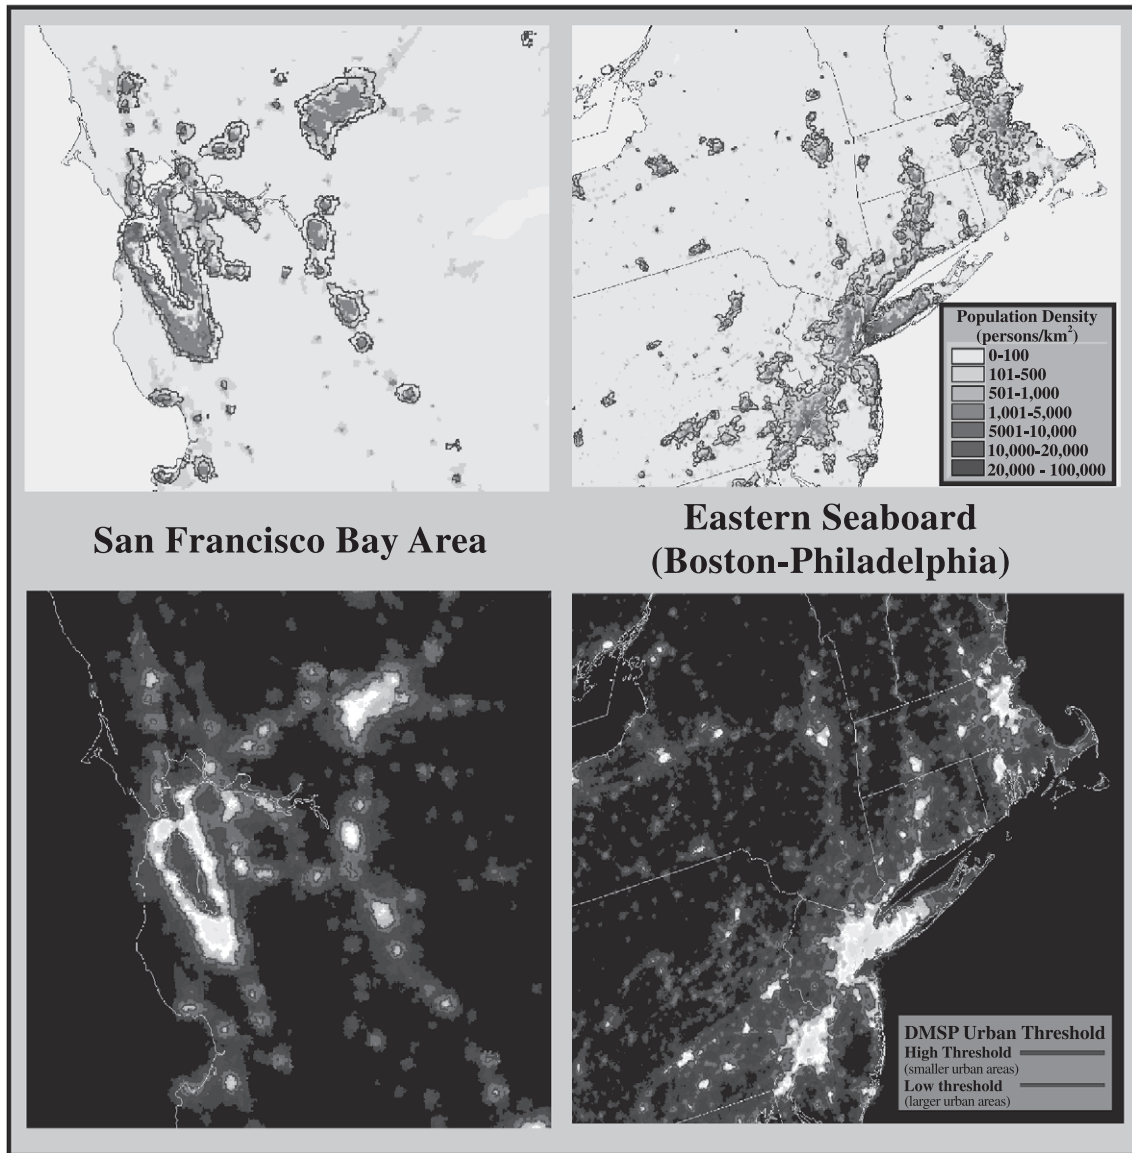 Population Density
(persons/km²)
0-100
101-500
501-1,000
1,001-5,000
5001-10,000
10,000-20,000
20,000 - 100,000
San Francisco Bay Area
Eastern Seaboard
(Boston-Philadelphia)
DMSP Urban Threshold
High Threshold
(smaller urban areas)
Low threshold
(larger urban areas)